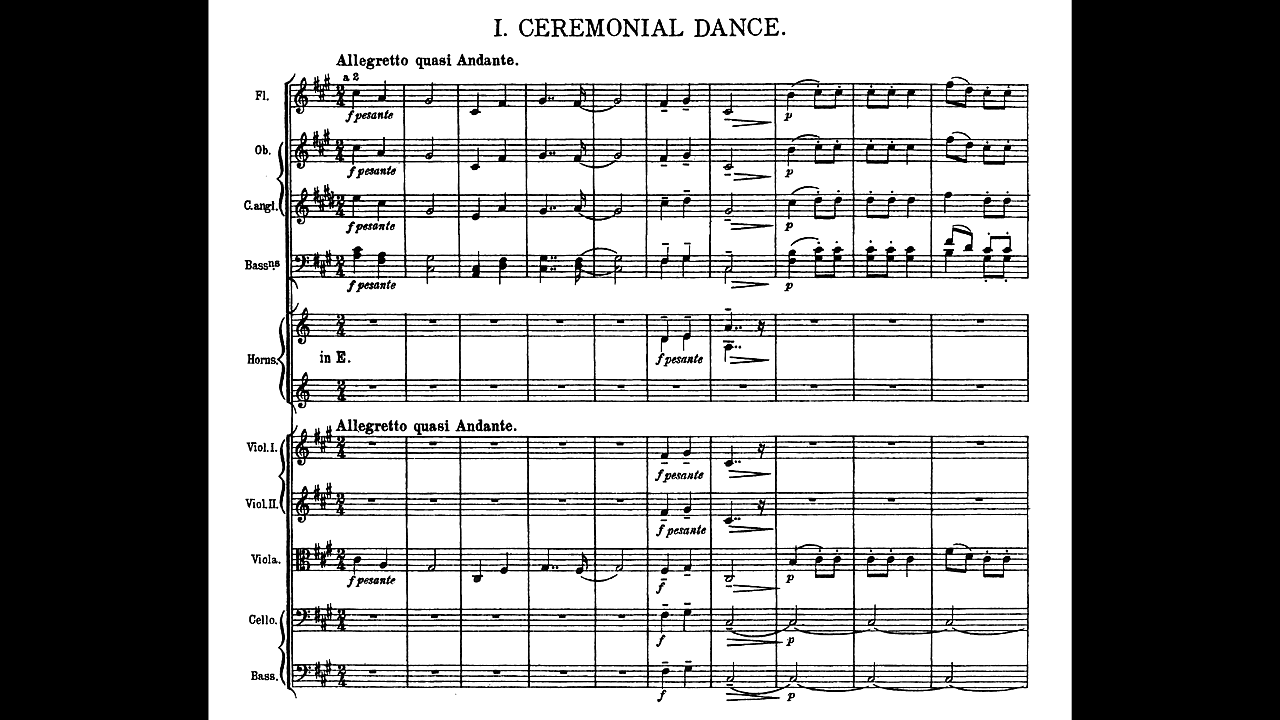 I. CEREMONIAL DANCE.
Allegretto quasi Andante.
a 2
Fl.
f pesante
p
Ob.
f pesante
p
C.angl.
f pesante
p
Bassns
f pesante
p
Horns.
in E.
f pesante
Allegretto quasi Andante.
Viol.I.
f pesante
Viol.II.
f pesante
Viola.
f pesante
f
p
Cello.
f
p
Bass.
f
p